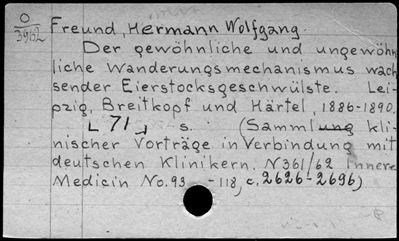 O
3962
Freund, Hermann Wolfgang.
Der gewöhnliche und ungewöhn
liche Wanderungsmechanismus wach
sender Eierstocksgeschwülste. Lei-
pzig, Breitkopf und Härtel, 1886-1890.
[71] s. (Sammlung kli-
nischer Vorträge in Verbindung mit
deutschen Klinikern. N361/62 Innere
Medicin No. 93 - 118, c. 2626-2696)